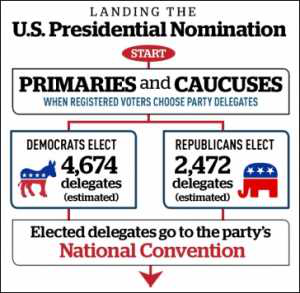 LANDING THE
U.S. Presidential Nomination
START
PRIMARIES and CAUCUSES
WHEN REGISTERED VOTERS CHOOSE PARTY DELEGATES
DEMOCRATS ELECT
4,674
delegates
(estimated)
REPUBLICANS ELECT
2,472
delegates
(estimated)
Elected delegates go to the party's
National Convention